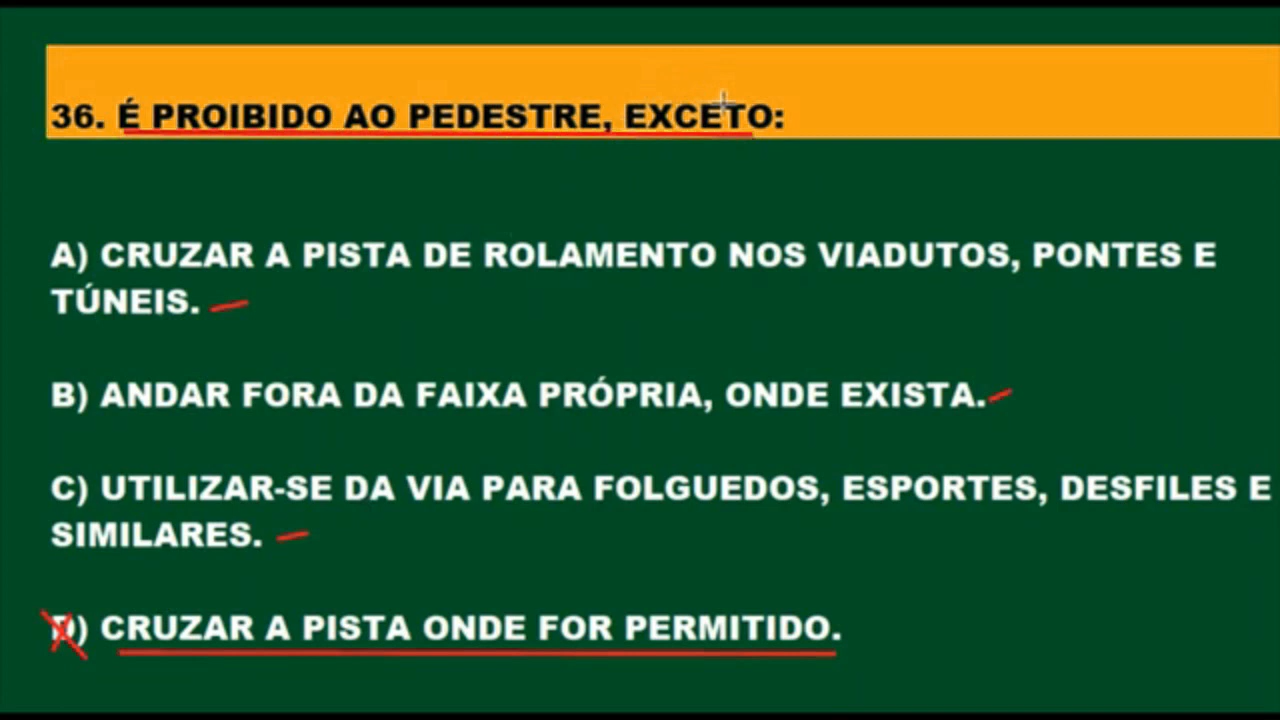 36. É PROIBIDO AO PEDESTRE, EXCETO:
A) CRUZAR A PISTA DE ROLAMENTO NOS VIADUTOS, PONTES E
TÚNEIS.
B) ANDAR FORA DA FAIXA PRÓPRIA, ONDE EXISTA.
C) UTILIZAR-SE DA VIA PARA FOLGUEDOS, ESPORTES, DESFILES E
SIMILARES.
D) CRUZAR A PISTA ONDE FOR PERMITIDO.